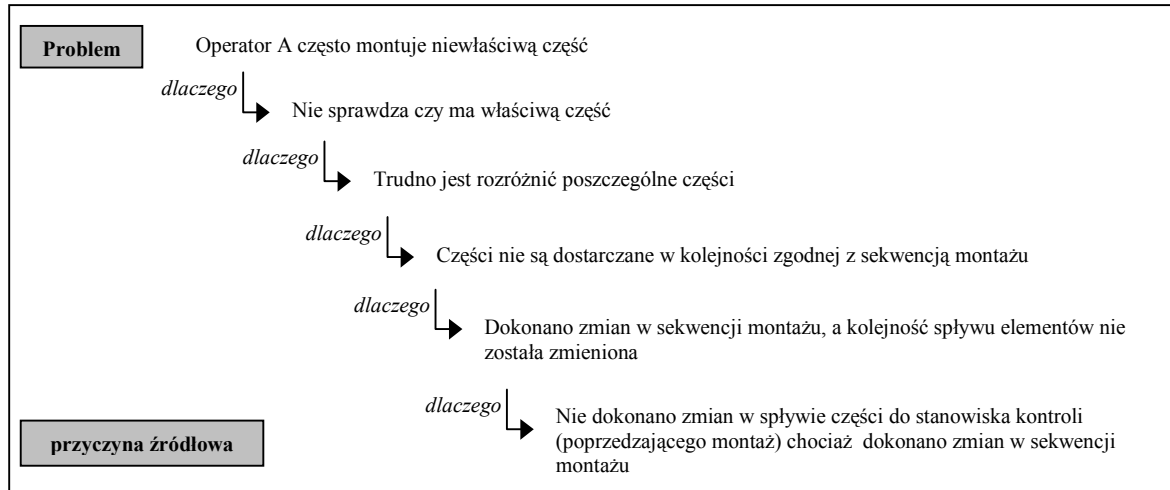 Problem
Operator A często montuje niewłaściwą część
dlaczego
Nie sprawdza czy ma właściwą część
dlaczego
Trudno jest rozróżnić poszczególne części
dlaczego
Części nie są dostarczane w kolejności zgodnej z sekwencją montażu
dlaczego
Dokonano zmian w sekwencji montażu, a kolejność spływu elementów nie
została zmieniona
dlaczego
Nie dokonano zmian w spływie części do stanowiska kontroli
(poprzedzającego montaż) chociaż dokonano zmian w sekwencji
montażu
przyczyna źródłowa